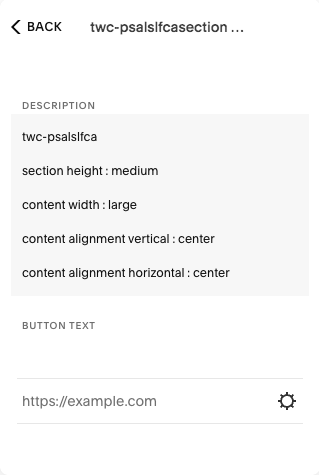 BACK
twc-psalslfcasection ...
DESCRIPTION
twc-psalslfca
section height : medium
content width : large
content alignment vertical : center
content alignment horizontal : center
BUTTON TEXT
https://example.com